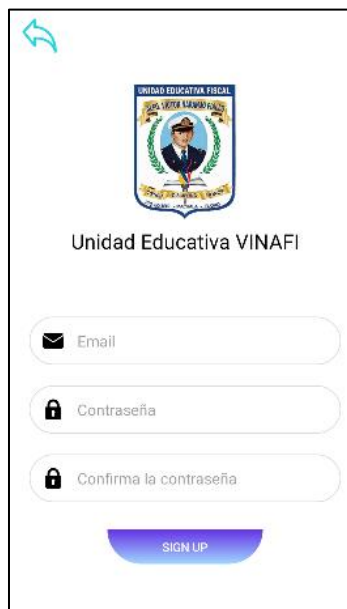 UNIDAD EDUCATIVA FISCAL
Unidad Educativa VINAFI
Email
Contraseña
Confirma la contraseña
SIGN UP